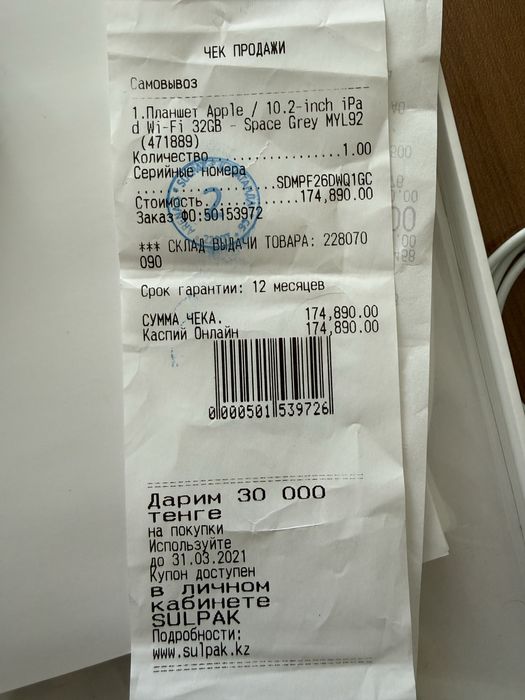 ЧЕК ПРОДАЖИ
Самовывоз
1.Планшет Apple / 10.2-inch iPa
d Wi-Fi 32GB - Space Grey MYL92
(471889)
Количество....................1.00
Серийные номера
..................SDMPF26DWQ1GC
Стоимость..............174,890.00
Заказ ФО:50153972
*** СКЛАД ВЫДАЧИ ТОВАРА: 228070
090
Срок гарантии: 12 месяцев
СУММА ЧЕКА. 174,890.00
Каспий Онлайн 174,890.00
0 000501 539726
Дарим 30 000
тенге
на покупки
Используйте
до 31.03.2021
Купон доступен
в личном
кабинете
SULPAK
Подробности:
www.sulpak.kz